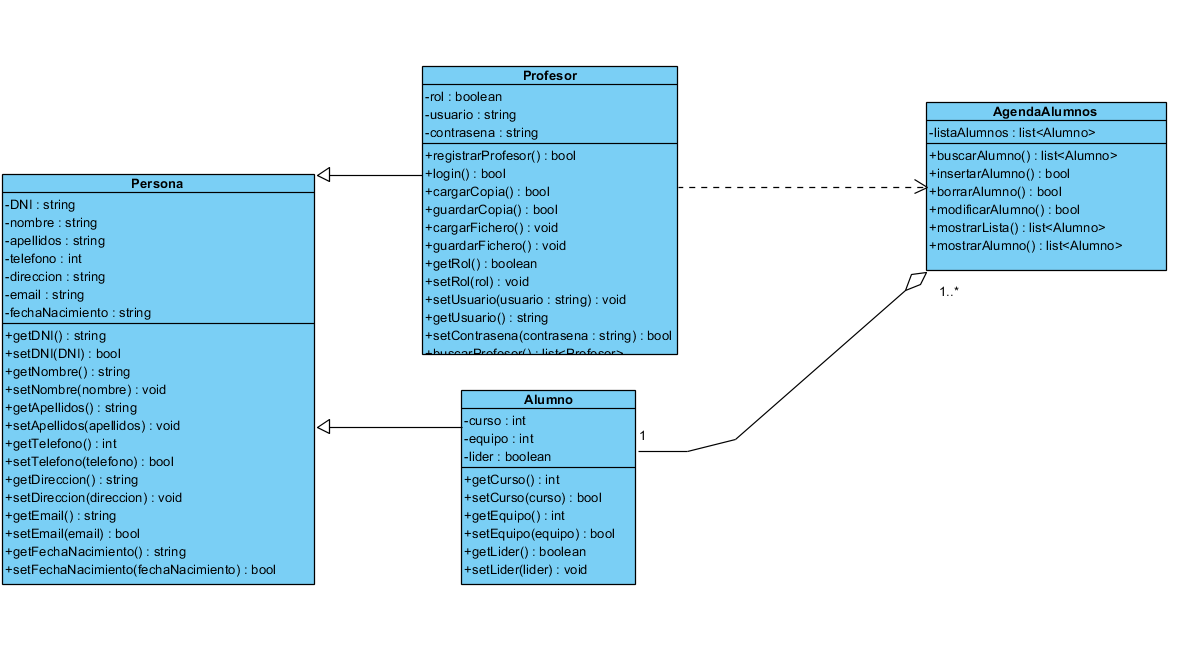 Profesor
-rol : boolean
-usuario : string
-contrasena : string
+registrarProfesor() : bool
+login() : bool
+cargarCopia() : bool
+guardarCopia() : bool
+cargarFichero() : void
+guardarFichero() : void
+getRol() : boolean
+setRol(rol) : void
+setUsuario(usuario : string) : void
+getUsuario() : string
+setContrasena(contrasena : string) : bool
+buscarProfesor() : list<Profesor>
AgendaAlumnos
-listaAlumnos : list<Alumno>
+buscarAlumno() : list<Alumno>
+insertarAlumno() : bool
+borrarAlumno() : bool
+modificarAlumno() : bool
+mostrarLista() : list<Alumno>
+mostrarAlumno() : list<Alumno>
1..*
Persona
-DNI : string
-nombre : string
-apellidos : string
-telefono : int
-direccion : string
-email : string
-fechaNacimiento : string
+getDNI() : string
+setDNI(DNI) : bool
+getNombre() : string
+setNombre(nombre) : void
+getApellidos() : string
+setApellidos(apellidos) : void
+getTelefono() : int
+setTelefono(telefono) : bool
+getDireccion() : string
+setDireccion(direccion) : void
+getEmail() : string
+setEmail(email) : bool
+getFechaNacimiento() : string
+setFechaNacimiento(fechaNacimiento) : bool
Alumno
-curso : int
-equipo : int
-lider : boolean
+getCurso() : int
+setCurso(curso) : bool
+getEquipo() : int
+setEquipo(equipo) : bool
+getLider() : boolean
+setLider(lider) : void
1